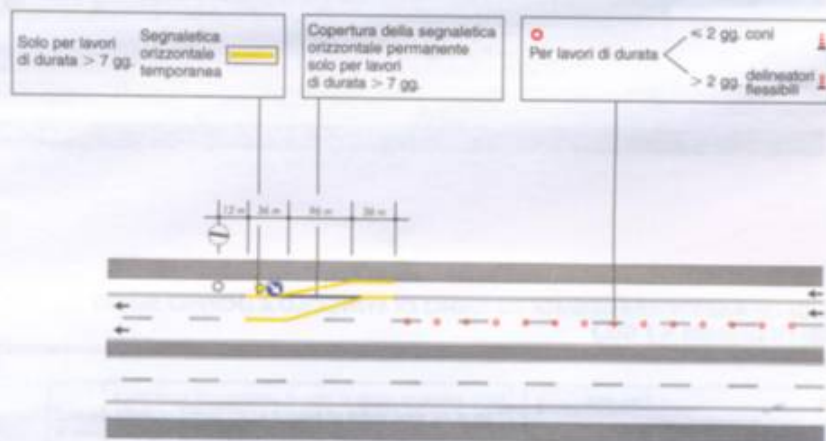 Solo per lavori
di durata > 7 gg.
Segnaletica
orizzontale
temporanea
Copertura della segnaletica
orizzontale permanente
solo per lavori
di durata > 7 gg.
Per lavori di durata
≤ 2 gg. coni
> 2 gg. delineatori
flessibili
12 m 36 m 96 m 36 m